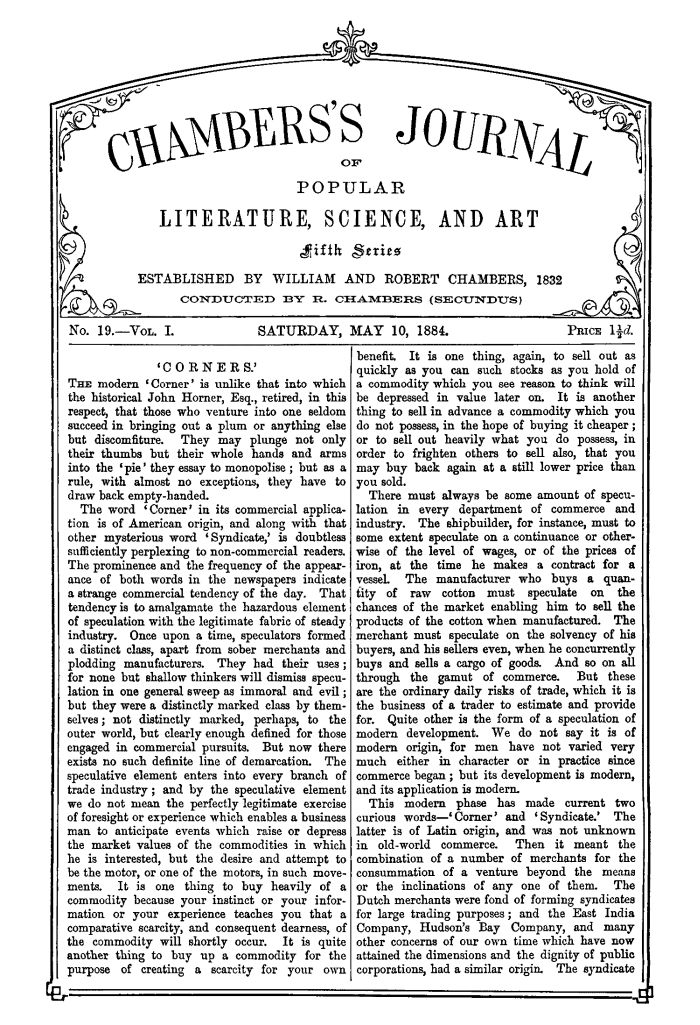 CHAMBERS'S JOURNAL
OF
POPULAR
LITERATURE, SCIENCE, AND ART
Fifth Series
ESTABLISHED BY WILLIAM AND ROBERT CHAMBERS, 1832
CONDUCTED BY R. CHAMBERS (SECUNDUS)
No. 19.—VOL. I.
SATURDAY, MAY 10, 1884.
PRICE 1½d.
'CORNERS.'
THE modern 'Corner' is unlike that into which
the historical John Horner, Esq., retired, in this
respect, that those who venture into one seldom
succeed in bringing out a plum or anything else
but discomfiture. They may plunge not only
their thumbs but their whole hands and arms
into the 'pie' they essay to monopolise; but as a
rule, with almost no exceptions, they have to
draw back empty-handed.
The word 'Corner' in its commercial applica-
tion is of American origin, and along with that
other mysterious word 'Syndicate,' is doubtless
sufficiently perplexing to non-commercial readers.
The prominence and the frequency of the appear-
ance of both words in the newspapers indicate
a strange commercial tendency of the day. That
tendency is to amalgamate the hazardous element
of speculation with the legitimate fabric of steady
industry. Once upon a time, speculators formed
a distinct class, apart from sober merchants and
plodding manufacturers. They had their uses;
for none but shallow thinkers will dismiss specu-
lation in one general sweep as immoral and evil;
but they were a distinctly marked class by them-
selves; not distinctly marked, perhaps, to the
outer world, but clearly enough defined for those
engaged in commercial pursuits. But now there
exists no such definite line of demarcation. The
speculative element enters into every branch of
trade industry; and by the speculative element
we do not mean the perfectly legitimate exercise
of foresight or experience which enables a business
man to anticipate events which raise or depress
the market values of the commodities in which
he is interested, but the desire and attempt to
be the motor, or one of the motors, in such move-
ments. It is one thing to buy heavily of a
commodity because your instinct or your infor-
mation or your experience teaches you that a
comparative scarcity, and consequent dearness, of
the commodity will shortly occur. It is quite
another thing to buy up a commodity for the
purpose of creating a scarcity for your own
benefit. It is one thing, again, to sell out as
quickly as you can such stocks as you hold of
a commodity which you see reason to think will
be depressed in value later on. It is another
thing to sell in advance a commodity which you
do not possess, in the hope of buying it cheaper;
or to sell out heavily what you do possess, in
order to frighten others to sell also, that you
may buy back again at a still lower price than
you sold.
There must always be some amount of specu-
lation in every department of commerce and
industry. The shipbuilder, for instance, must to
some extent speculate on a continuance or other-
wise of the level of wages, or of the prices of
iron, at the time he makes a contract for a
vessel. The manufacturer who buys a quan-
tity of raw cotton must speculate on the
chances of the market enabling him to sell the
products of the cotton when manufactured. The
merchant must speculate on the solvency of his
buyers, and his sellers even, when he concurrently
buys and sells a cargo of goods. And so on all
through the gamut of commerce. But these
are the ordinary daily risks of trade, which it is
the business of a trader to estimate and provide
for. Quite other is the form of a speculation of
modern development. We do not say it is of
modern origin, for men have not varied very
much either in character or in practice since
commerce began; but its development is modern,
and its application is modern.
This modern phase has made current two
curious words—'Corner' and 'Syndicate.' The
latter is of Latin origin, and was not unknown
in old-world commerce. Then it meant the
combination of a number of merchants for the
consummation of a venture beyond the means
or the inclinations of any one of them. The
Dutch merchants were fond of forming syndicates
for large trading purposes; and the East India
Company, Hudson's Bay Company, and many
other concerns of our own time which have now
attained the dimensions and the dignity of public
corporations, had a similar origin. The syndicate